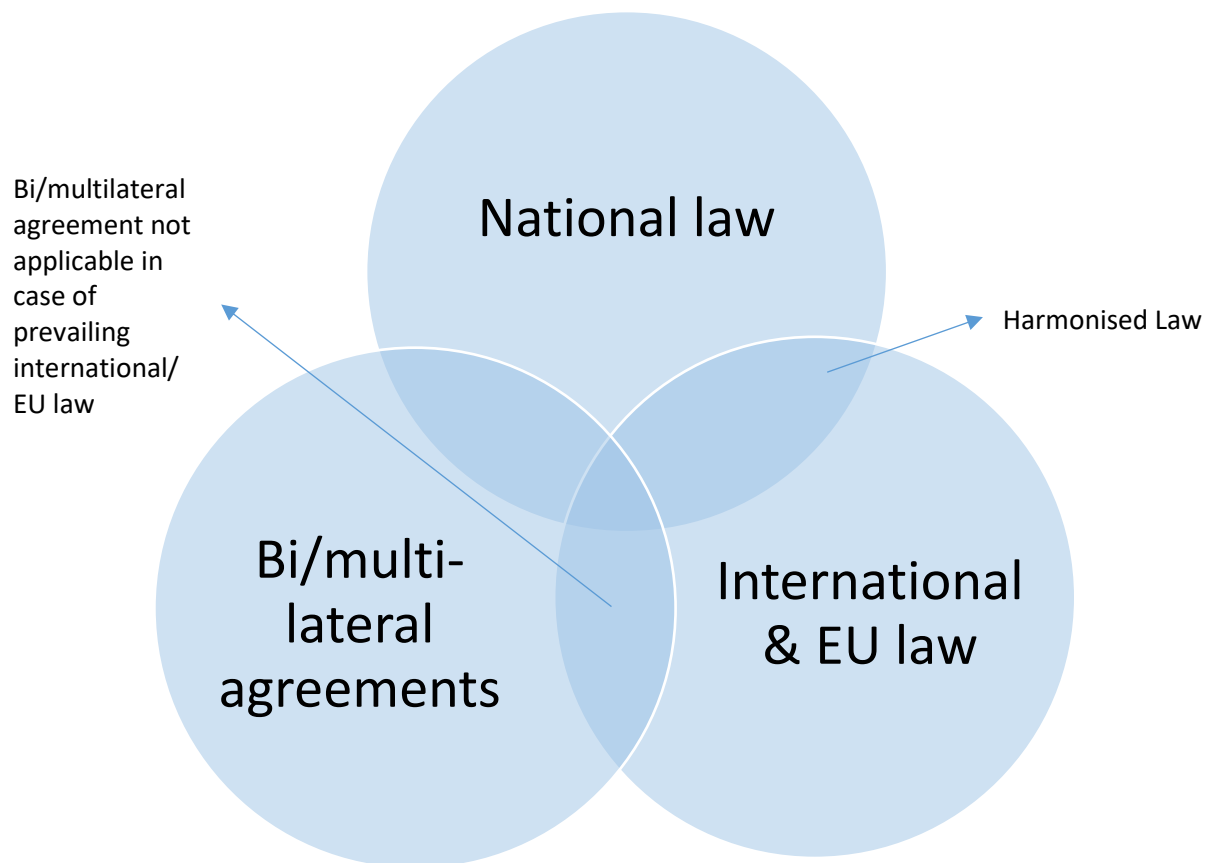 National law
Bi/multilateral
agreement not
applicable in
case of
prevailing
international/
EU law
Harmonised Law
Bi/multi-
lateral
agreements
International
& EU law